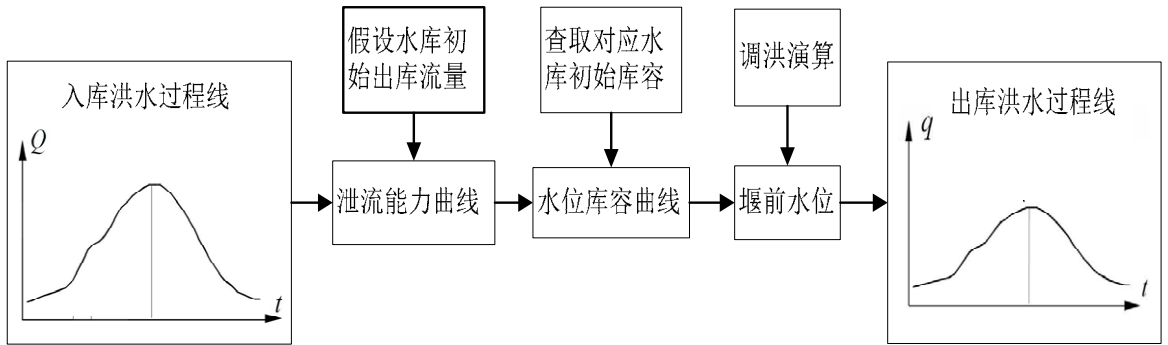 入库洪水过程线
Q
t
假设水库初
始出库流量
泄流能力曲线
查取对应水
库初始库容
水位库容曲线
调洪演算
堰前水位
出库洪水过程线
q
t